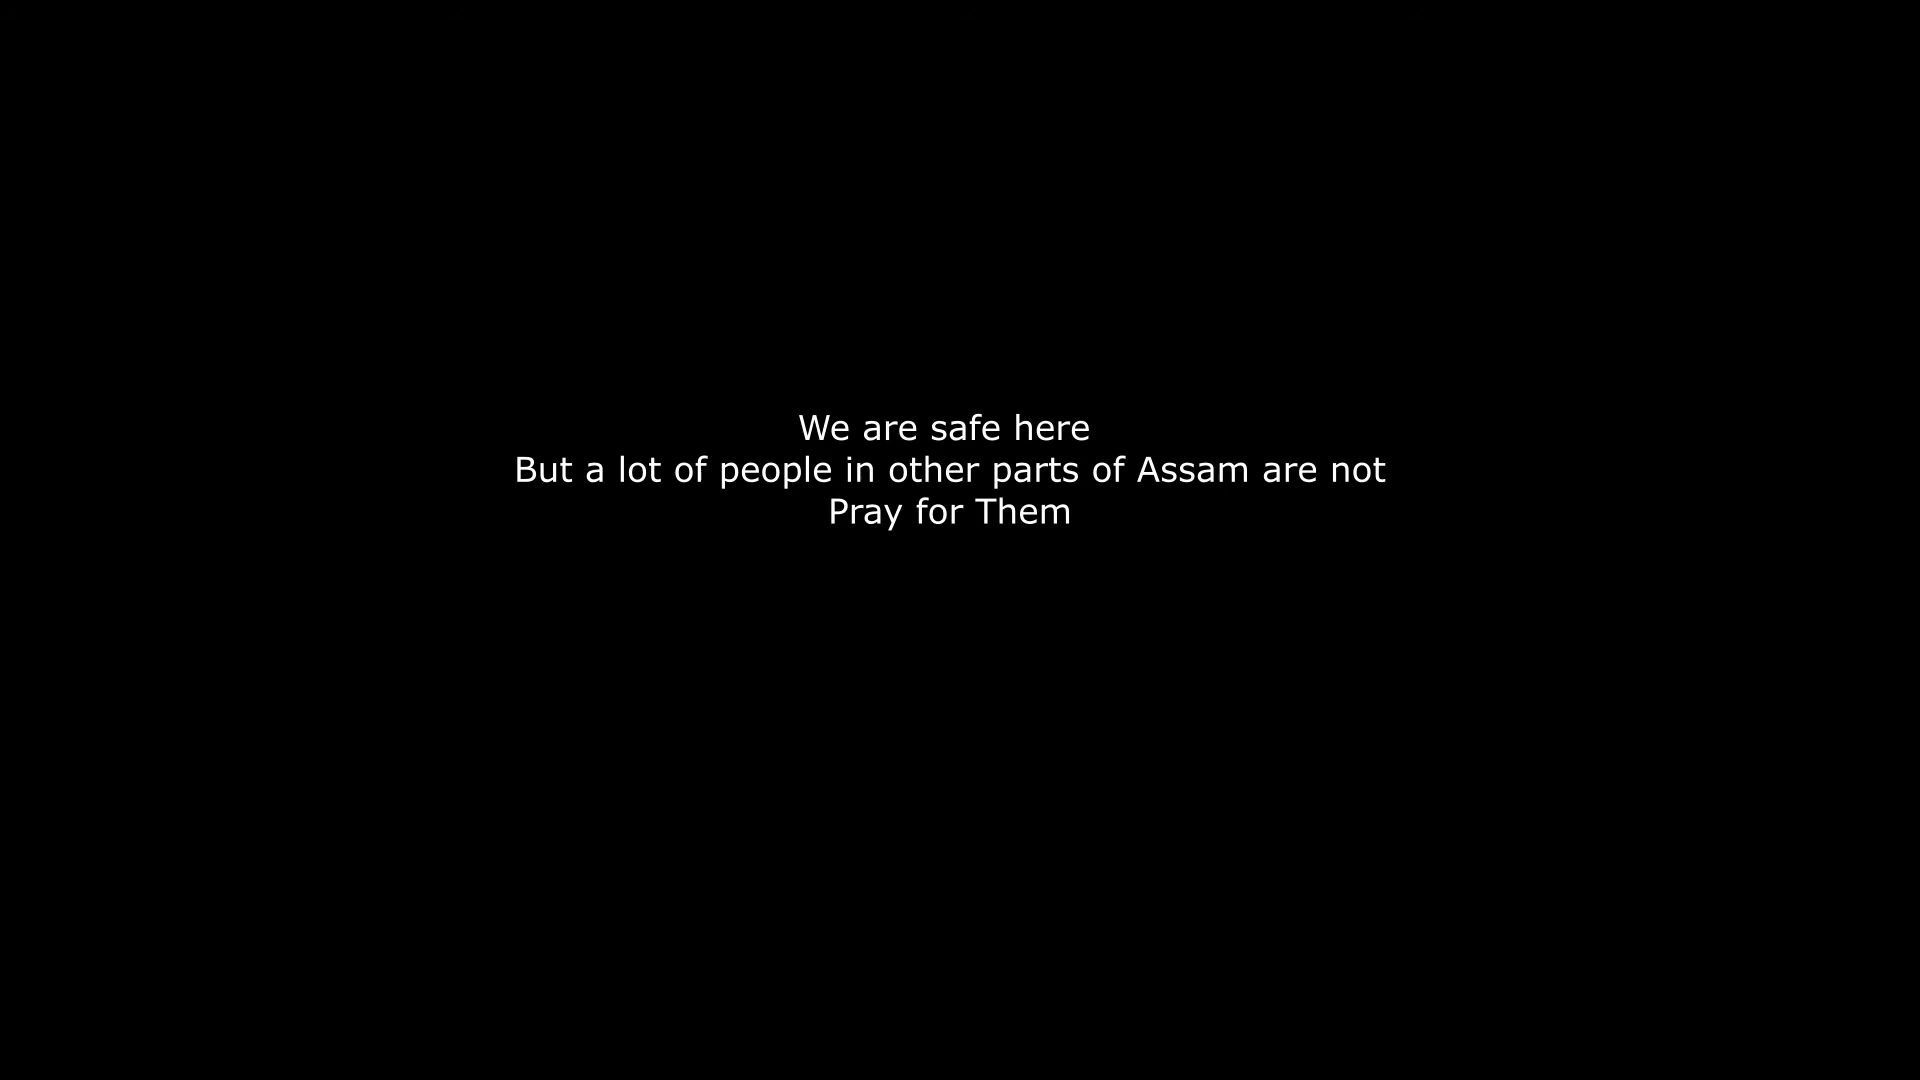 We are safe here
But a lot of people in other parts of Assam are not
Pray for Them